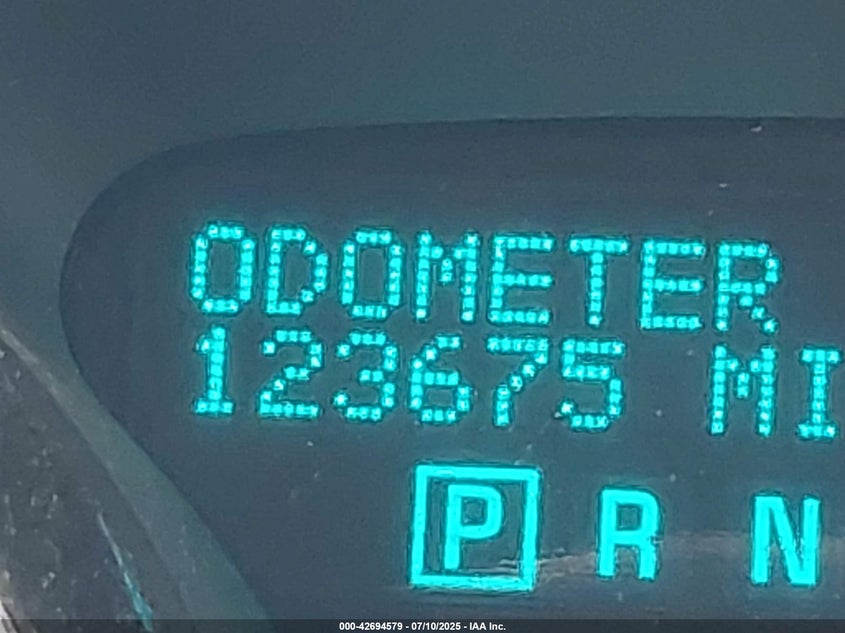 ODOMETER
123675 MI
P R N
000-42694579 - 07/10/2025 - IAA Inc.